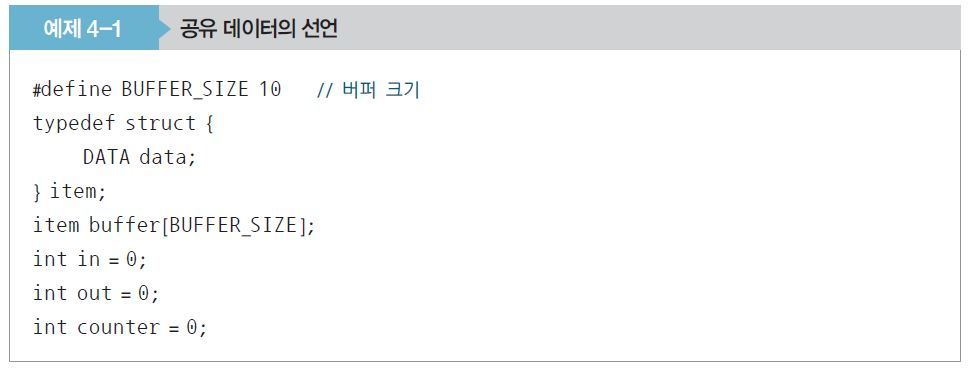 예제 4-1 공유 데이터의 선언
#define BUFFER_SIZE 10 // 버퍼 크기
typedef struct {
DATA data;
} item;
item buffer[BUFFER_SIZE];
int in = 0;
int out = 0;
int counter = 0;